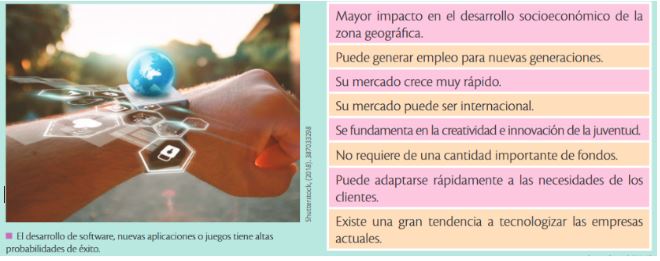 Mayor impacto en el desarrollo socioeconómico de la
zona geográfica.
Puede generar empleo para nuevas generaciones.
Su mercado crece muy rápido.
Su mercado puede ser internacional.
Se fundamenta en la creatividad e innovación de la juventud.
No requiere de una cantidad importante de fondos.
Puede adaptarse rápidamente a las necesidades de los
clientes.
Existe una gran tendencia a tecnologizar las empresas
actuales.
Shutterstock, (2018), 387033298
El desarrollo de software, nuevas aplicaciones o juegos tiene altas
probabilidades de éxito.